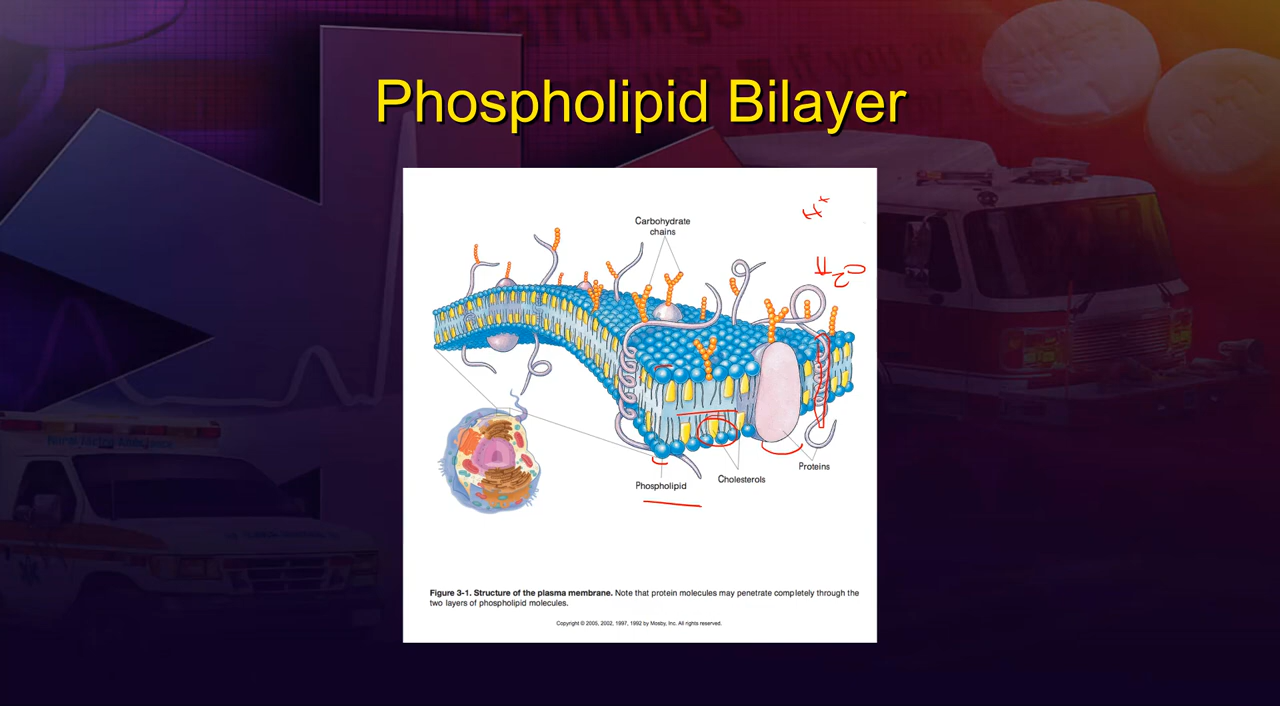 Phospholipid Bilayer
H+
H2O
Carbohydrate
chains
Proteins
Cholesterols
Phospholipid
Figure 3-1. Structure of the plasma membrane. Note that protein molecules may penetrate completely through the
two layers of phospholipid molecules.
Copyright © 2005, 2002, 1997, 1992 by Mosby, Inc. All rights reserved.